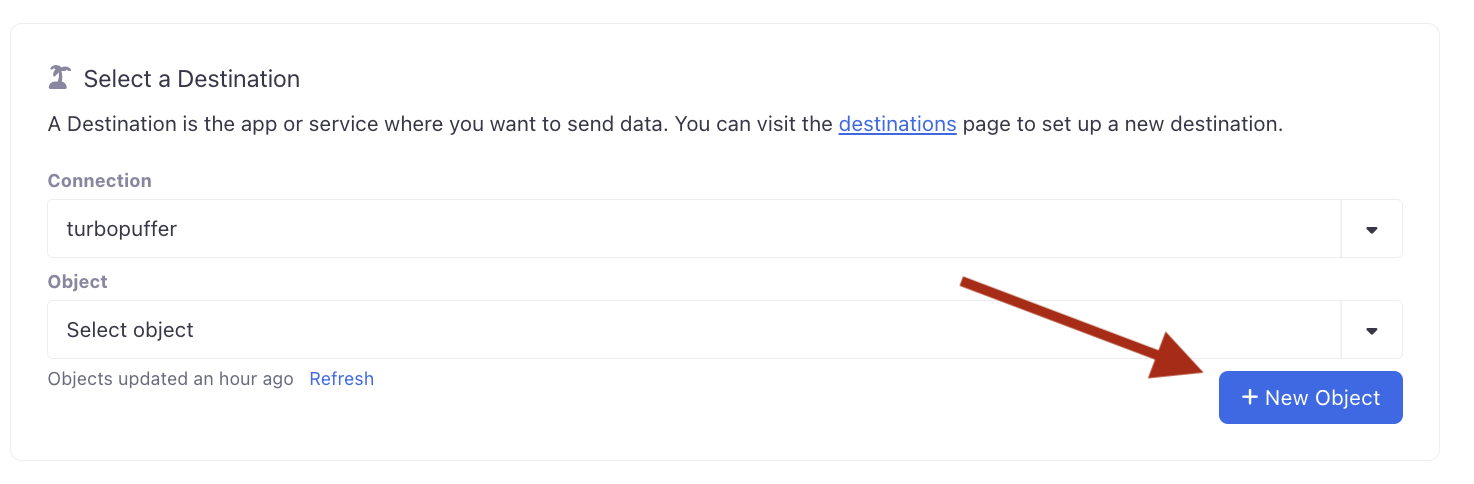 Select a Destination
A Destination is the app or service where you want to send data. You can visit the destinations page to set up a new destination.
Connection
turbopuffer
Object
Select object
Objects updated an hour ago Refresh
+ New Object